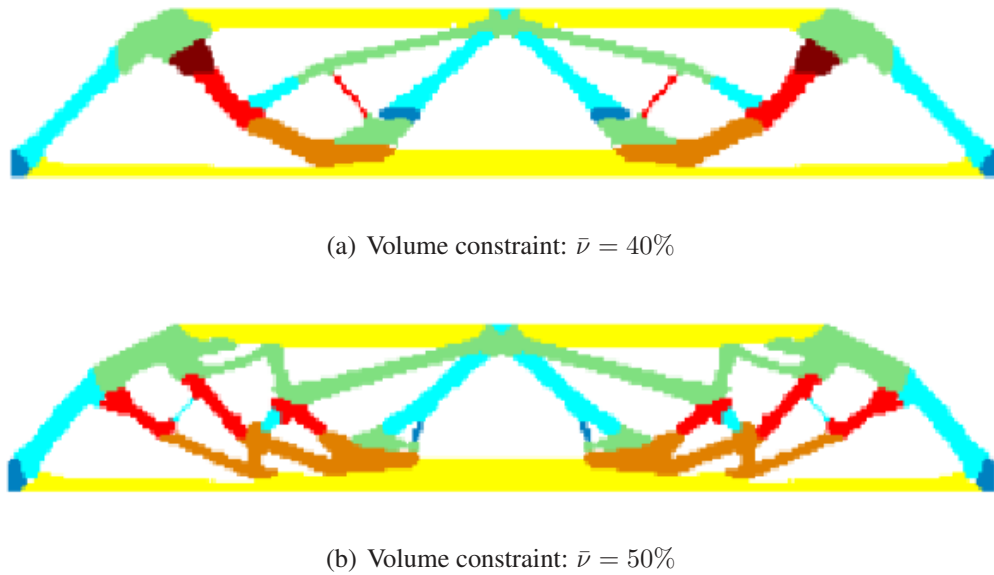 (a) Volume constraint: ν̄ = 40%
(b) Volume constraint: ν̄ = 50%